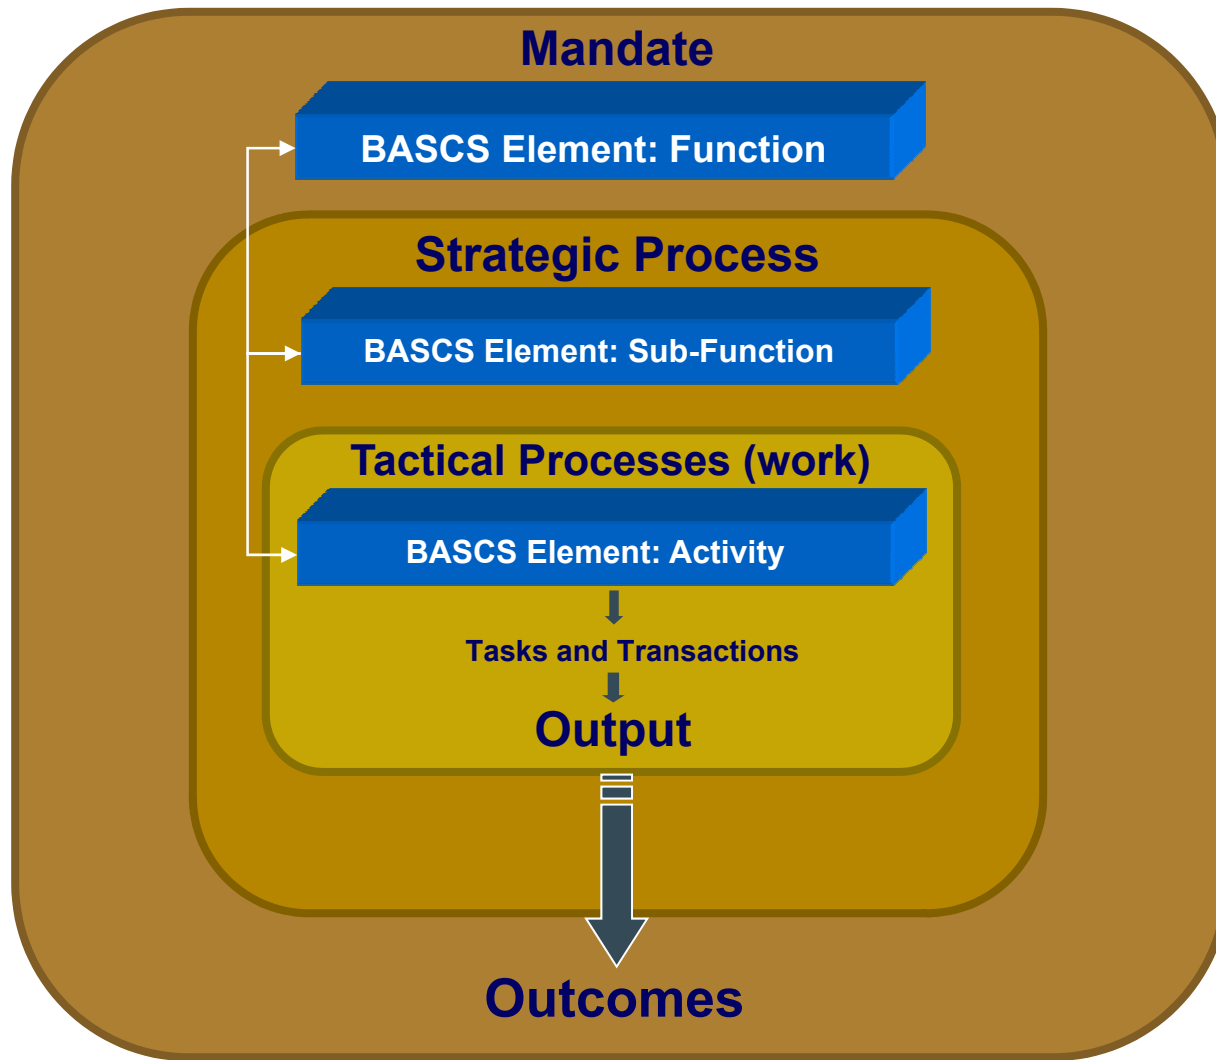 Mandate
BASCS Element: Function
Strategic Process
BASCS Element: Sub-Function
Tactical Processes (work)
BASCS Element: Activity
Tasks and Transactions
Output
Outcomes